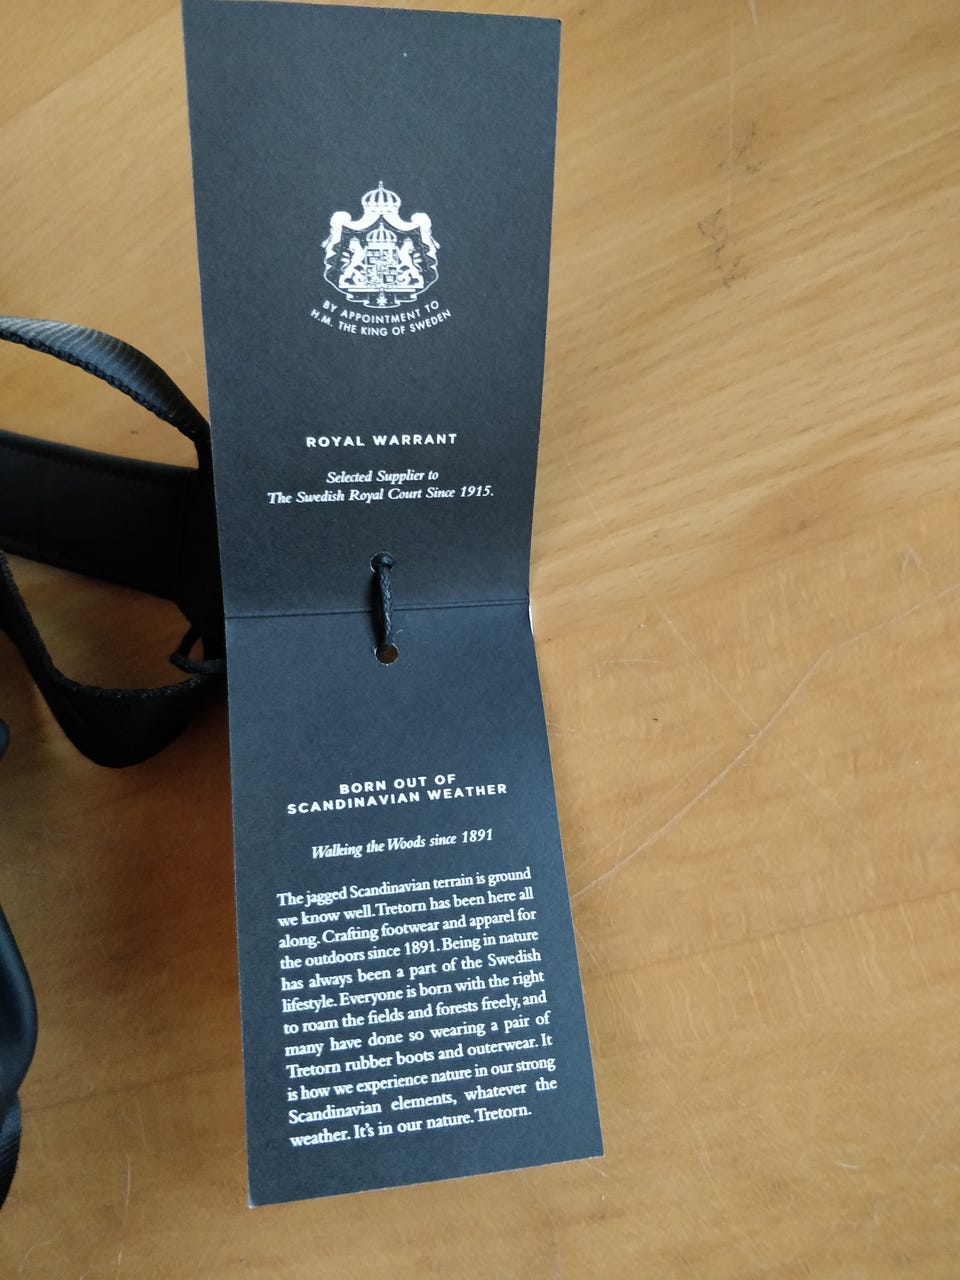 BY APPOINTMENT TO
H.M. THE KING OF SWEDEN
ROYAL WARRANT
Selected Supplier to
The Swedish Royal Court Since 1915.
BORN OUT OF
SCANDINAVIAN WEATHER
Walking the Woods since 1891
The jagged Scandinavian terrain is ground
we know well. Tretorn has been here all
along. Crafting footwear and apparel for
the outdoors since 1891. Being in nature
has always been a part of the Swedish
lifestyle. Everyone is born with the right
to roam the fields and forests freely, and
many have done so wearing a pair of
Tretorn rubber boots and outerwear. It
is how we experience nature in our strong
Scandinavian elements, whatever the
weather. It's in our nature. Tretorn.